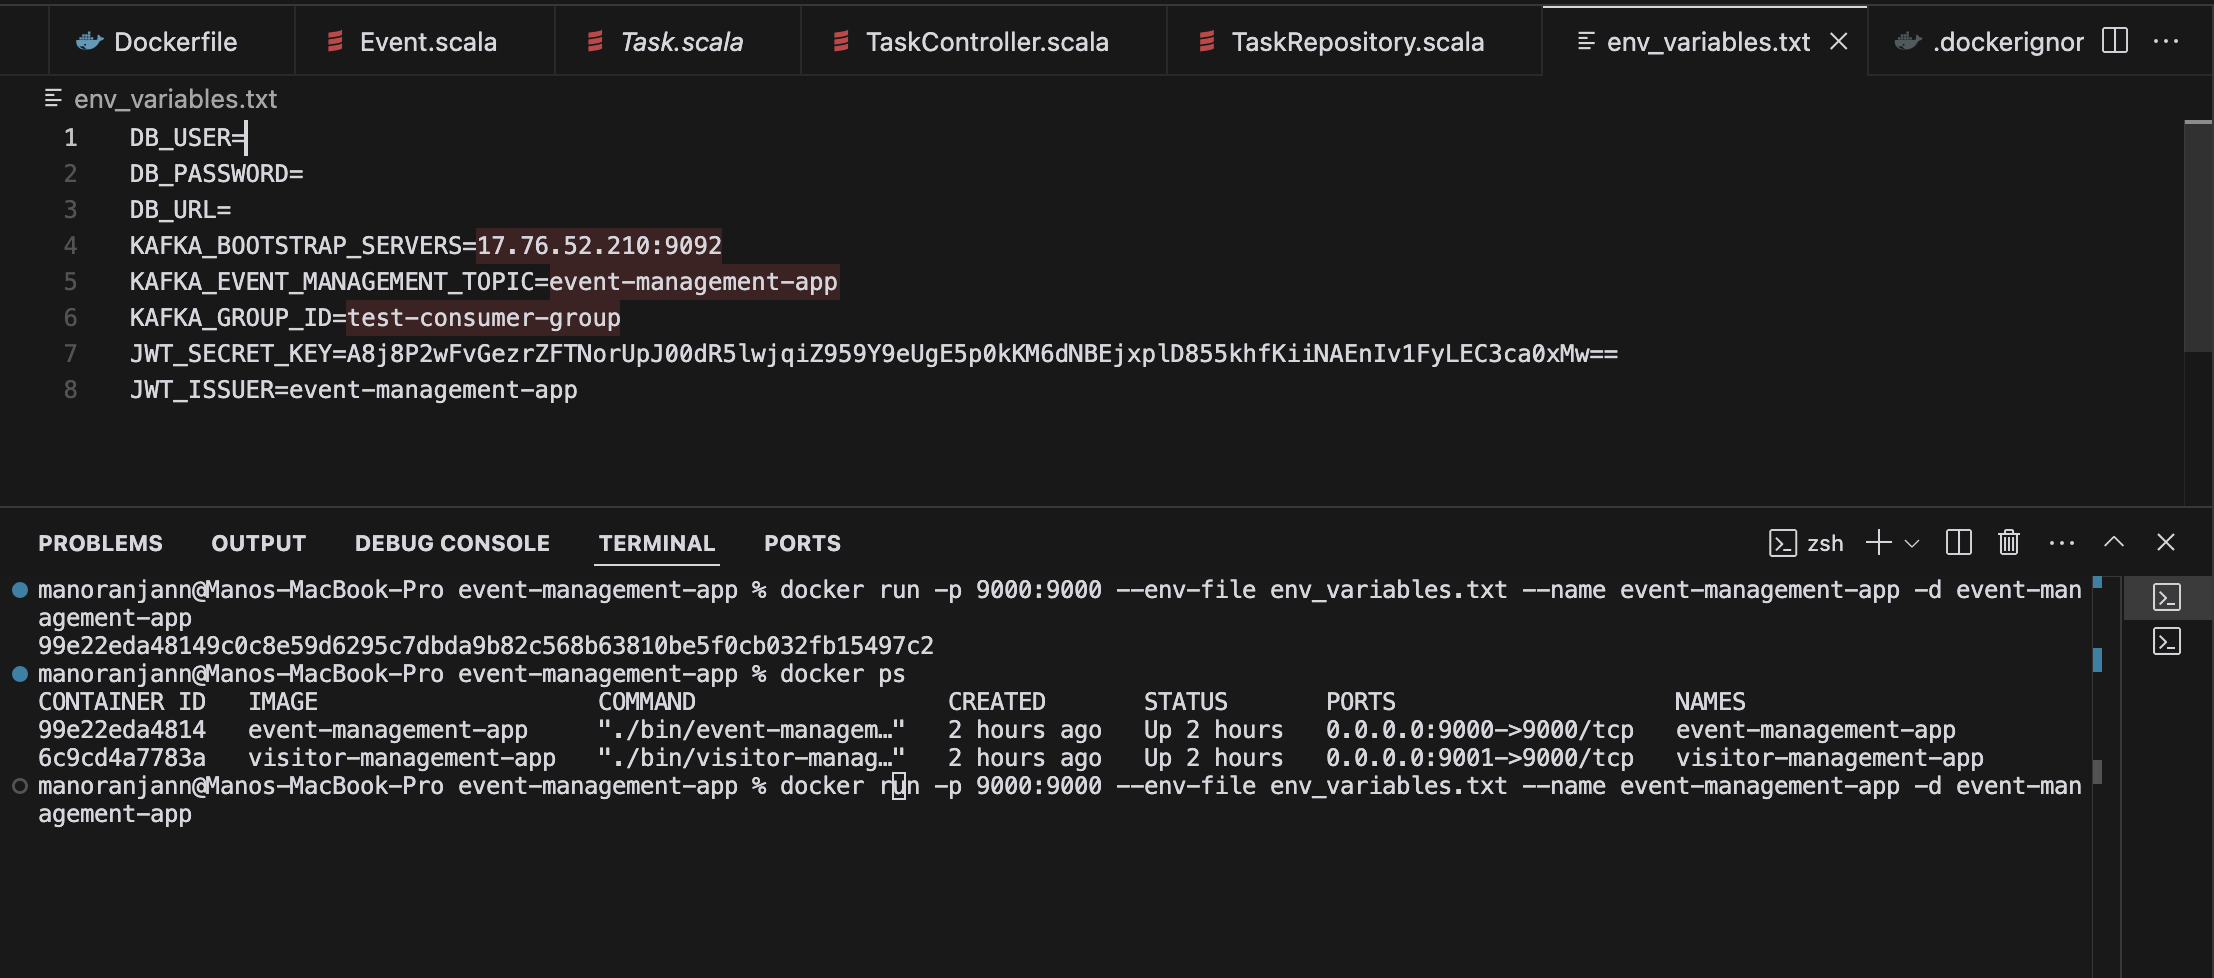 Dockerfile
Event.scala
Task.scala
TaskController.scala
TaskRepository.scala
env_variables.txt
.dockerignor
env_variables.txt
1 DB_USER=
2 DB_PASSWORD=
3 DB_URL=
4 KAFKA_BOOTSTRAP_SERVERS=17.76.52.210:9092
5 KAFKA_EVENT_MANAGEMENT_TOPIC=event-management-app
6 KAFKA_GROUP_ID=test-consumer-group
7 JWT_SECRET_KEY=A8j8P2wFvGezrZFTNorUpJ00dR5lwjqiZ959Y9eUgE5p0kKM6dNBEjxplD855khfKiiNAEnIv1FyLEC3ca0xMw==
8 JWT_ISSUER=event-management-app
PROBLEMS OUTPUT DEBUG CONSOLE TERMINAL PORTS
zsh
manoranjann@Manos-MacBook-Pro event-management-app % docker run -p 9000:9000 --env-file env_variables.txt --name event-management-app -d event-man
agement-app
99e22eda48149c0c8e59d6295c7dbda9b82c568b63810be5f0cb032fb15497c2
manoranjann@Manos-MacBook-Pro event-management-app % docker ps
CONTAINER ID IMAGE COMMAND CREATED STATUS PORTS NAMES
99e22eda4814 event-management-app "./bin/event-managem…" 2 hours ago Up 2 hours 0.0.0.0:9000->9000/tcp event-management-app
6c9cd4a7783a visitor-management-app "./bin/visitor-manag…" 2 hours ago Up 2 hours 0.0.0.0:9001->9000/tcp visitor-management-app
manoranjann@Manos-MacBook-Pro event-management-app % docker run -p 9000:9000 --env-file env_variables.txt --name event-management-app -d event-man
agement-app